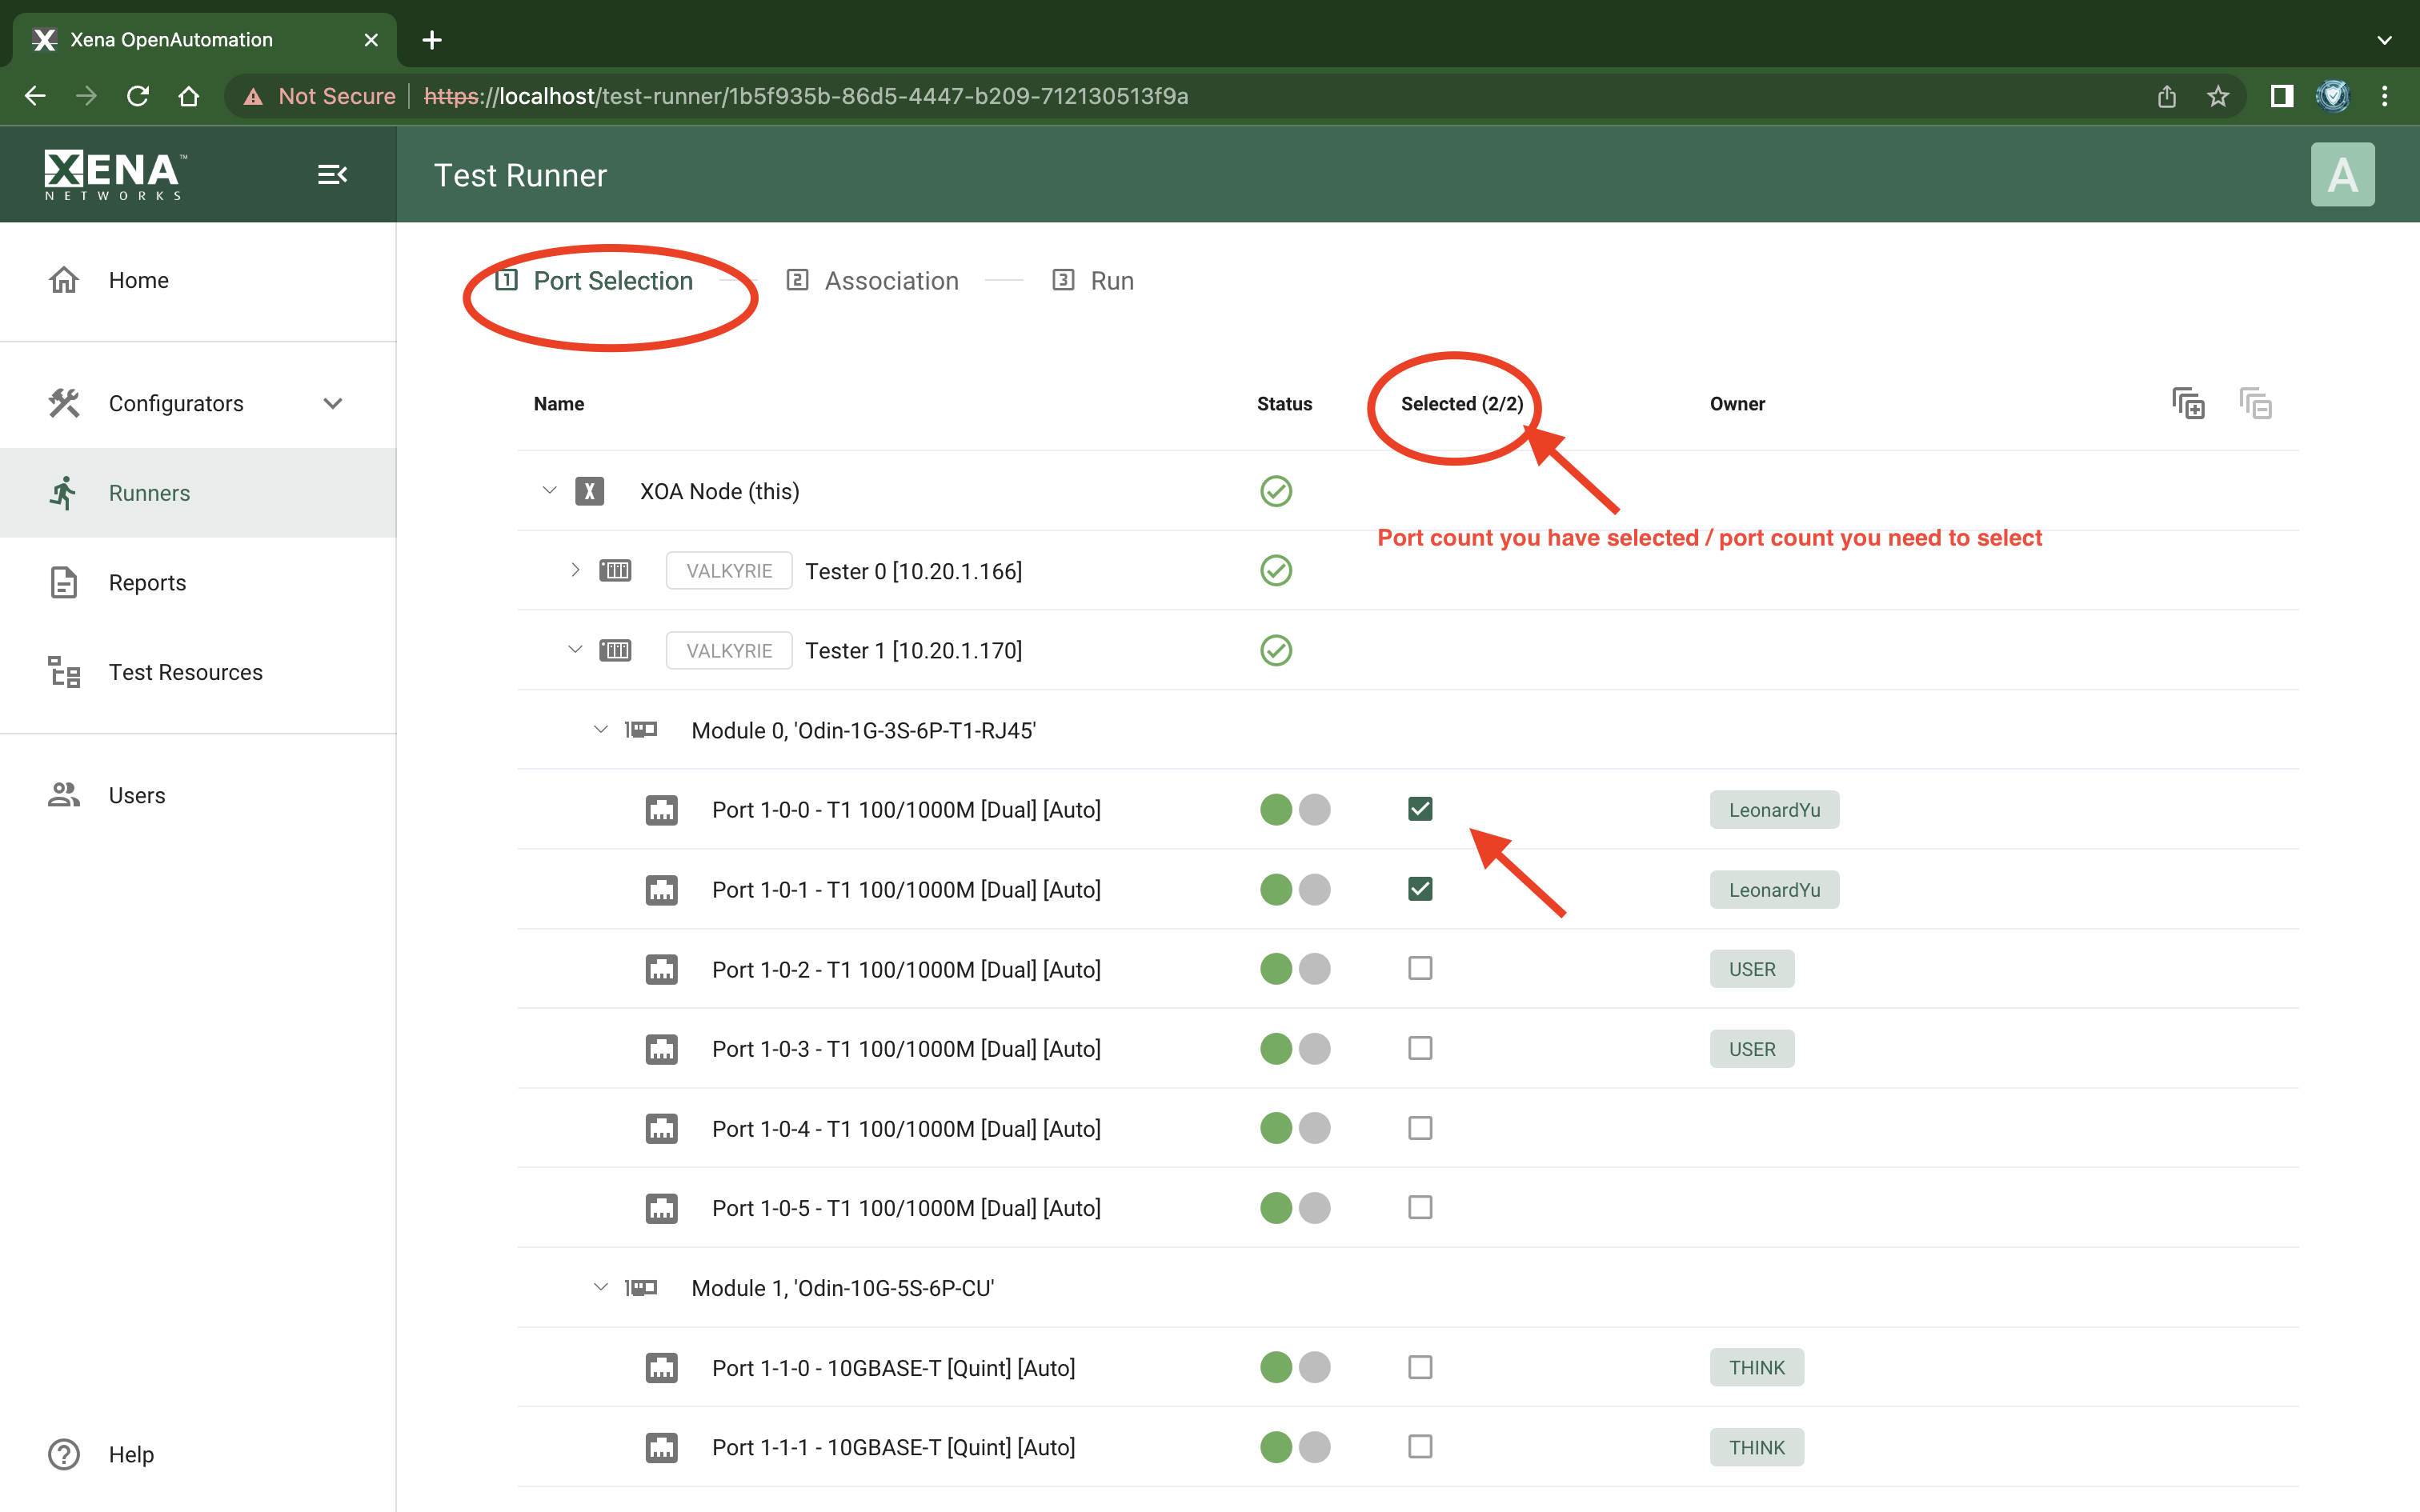 Xena OpenAutomation
Not Secure https://localhost/test-runner/1b5f935b-86d5-4447-b209-712130513f9a
XENA™
NETWORKS
Test Runner
A
Home
Configurators
Runners
Reports
Test Resources
Users
Help
1 Port Selection
2 Association
3 Run
Name Status Selected (2/2) Owner
X XOA Node (this)
Port count you have selected / port count you need to select
VALKYRIE Tester 0 [10.20.1.166]
VALKYRIE Tester 1 [10.20.1.170]
Module 0, 'Odin-1G-3S-6P-T1-RJ45'
Port 1-0-0 - T1 100/1000M [Dual] [Auto] LeonardYu
Port 1-0-1 - T1 100/1000M [Dual] [Auto] LeonardYu
Port 1-0-2 - T1 100/1000M [Dual] [Auto] USER
Port 1-0-3 - T1 100/1000M [Dual] [Auto] USER
Port 1-0-4 - T1 100/1000M [Dual] [Auto]
Port 1-0-5 - T1 100/1000M [Dual] [Auto]
Module 1, 'Odin-10G-5S-6P-CU'
Port 1-1-0 - 10GBASE-T [Quint] [Auto] THINK
Port 1-1-1 - 10GBASE-T [Quint] [Auto] THINK